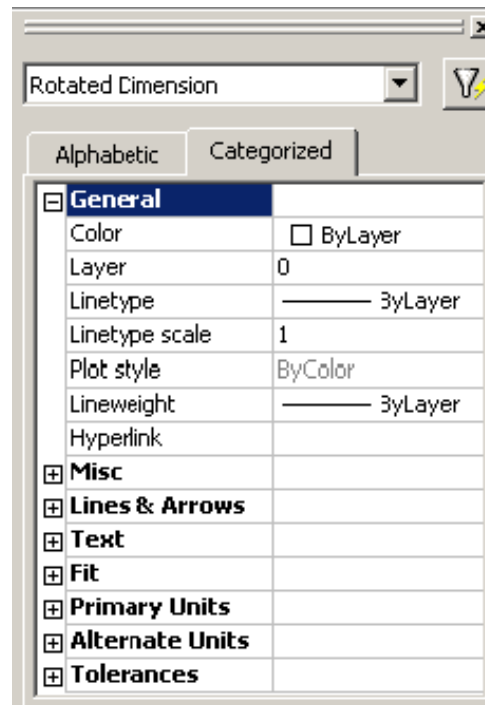 Rotated Dimension
Alphabetic Categorized
General
Color ByLayer
Layer 0
Linetype ByLayer
Linetype scale 1
Plot style ByColor
Lineweight ByLayer
Hyperlink
Misc
Lines & Arrows
Text
Fit
Primary Units
Alternate Units
Tolerances